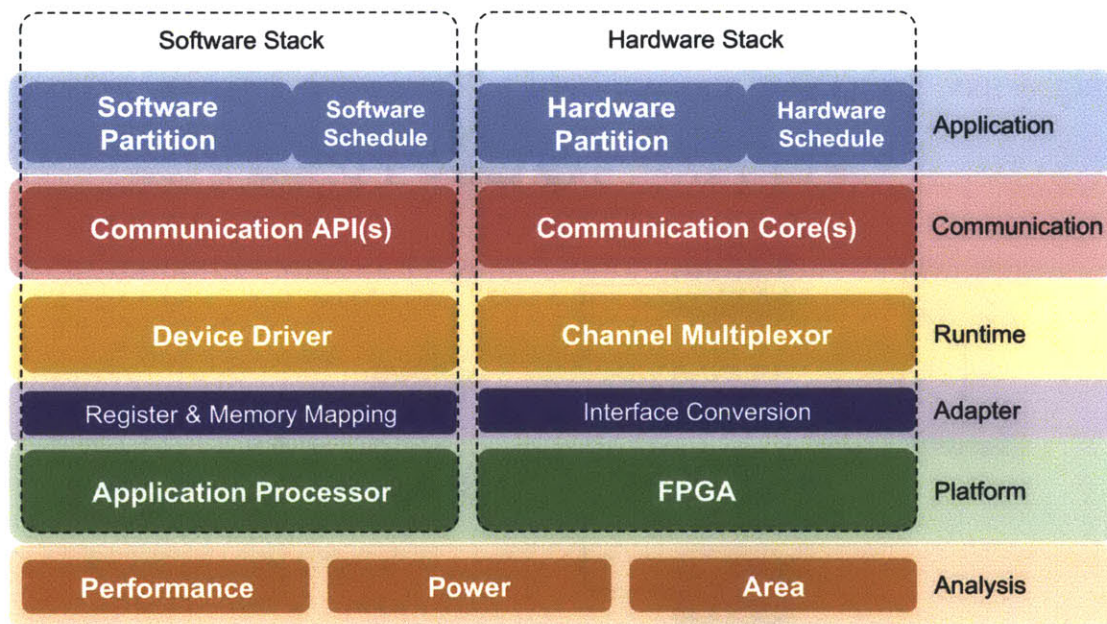 Software Stack
Hardware Stack
Software
Partition
Software
Schedule
Hardware
Partition
Hardware
Schedule
Application
Communication API(s)
Communication Core(s)
Communication
Device Driver
Channel Multiplexor
Runtime
Register & Memory Mapping
Interface Conversion
Adapter
Application Processor
FPGA
Platform
Performance
Power
Area
Analysis